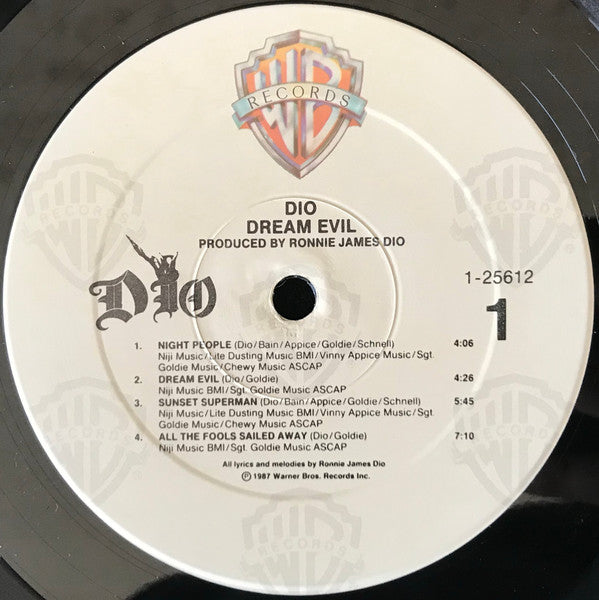 WB
RECORDS
DIO
DREAM EVIL
PRODUCED BY RONNIE JAMES DIO
DIO
1-25612
1
1. NIGHT PEOPLE (Dio/Bain/Appice/Goldie/Schnell) 4:06
Niji Music/Lite Dusting Music BMI/Vinny Appice Music/Sgt.
Goldie Music/Chewy Music ASCAP
2. DREAM EVIL (Dio/Goldie) 4:26
Niji Music BMI/Sgt. Goldie Music ASCAP
3. SUNSET SUPERMAN (Dio/Bain/Appice/Goldie/Schnell) 5:45
Niji Music/Lite Dusting Music BMI/Vinny Appice Music/Sgt.
Goldie Music/Chewy Music ASCAP
4. ALL THE FOOLS SAILED AWAY (Dio/Goldie) 7:10
Niji Music BMI/Sgt. Goldie Music ASCAP
All lyrics and melodies by Ronnie James Dio
℗ 1987 Warner Bros. Records Inc.